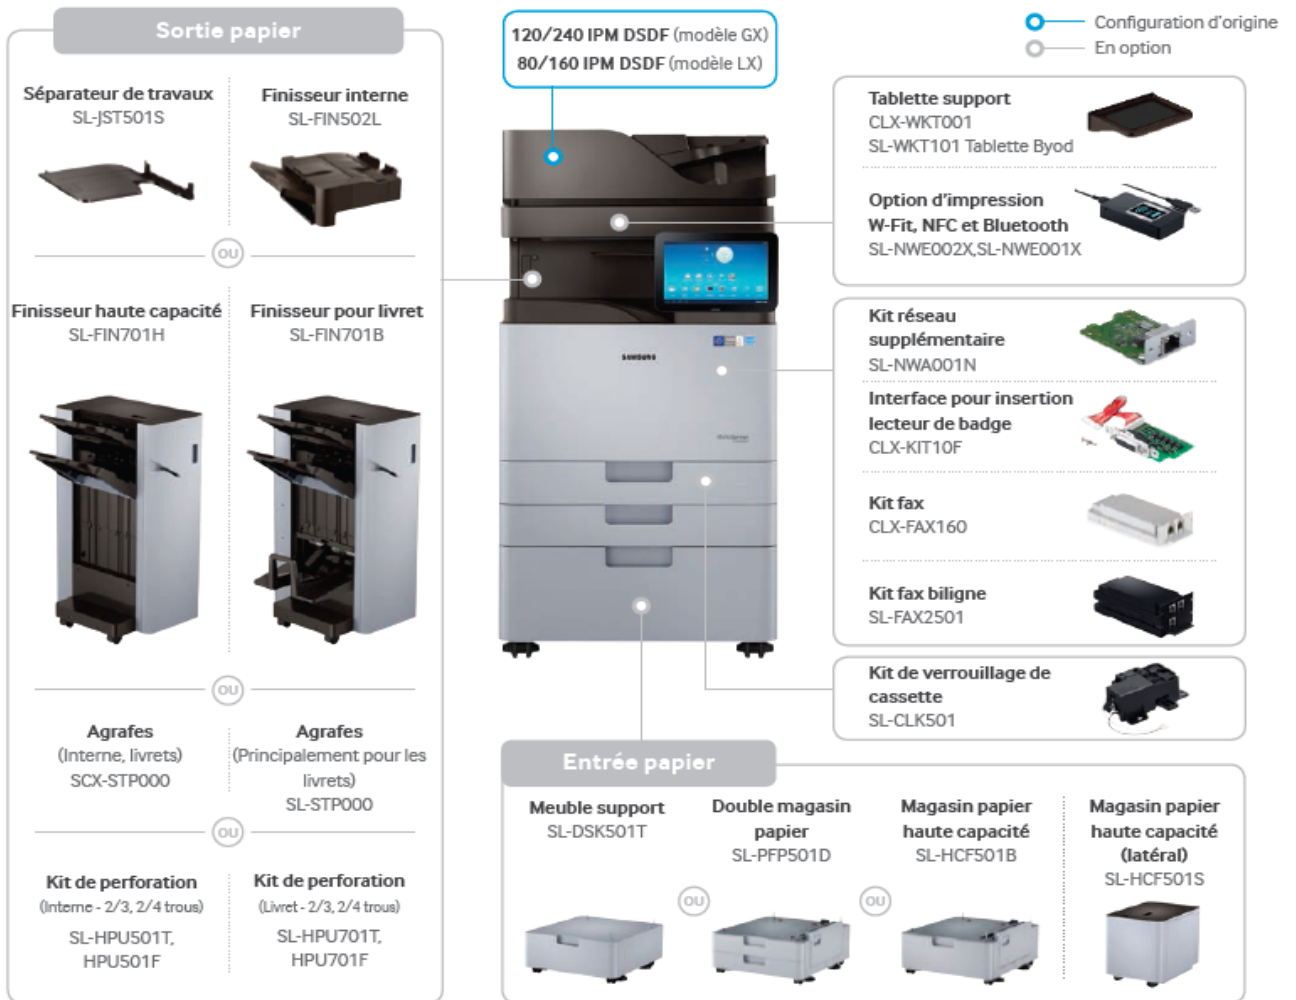 Sortie papier
Séparateur de travaux
SL-JST501S
Finisseur interne
SL-FIN502L
OU
Finisseur haute capacité
SL-FIN701H
Finisseur pour livret
SL-FIN701B
OU
Agrafes
(Interne, livrets)
SCX-STP000
Agrafes
(Principalement pour les
livrets)
SL-STP000
OU
Kit de perforation
(Interne - 2/3, 2/4 trous)
SL-HPU501T,
HPU501F
Kit de perforation
(Livret - 2/3, 2/4 trous)
SL-HPU701T,
HPU701F
120/240 IPM DSDF (modèle GX)
80/160 IPM DSDF (modèle LX)
SAMSUNG
Configuration d'origine
En option
Tablette support
CLX-WKT001
SL-WKT101 Tablette Byod
Option d'impression
W-Fit, NFC et Bluetooth
SL-NWE002X,SL-NWE001X
Kit réseau
supplémentaire
SL-NWA001N
Interface pour insertion
lecteur de badge
CLX-KIT10F
Kit fax
CLX-FAX160
Kit fax biligne
SL-FAX2501
Kit de verrouillage de
cassette
SL-CLK501
Entrée papier
Meuble support
SL-DSK501T
OU
Double magasin
papier
SL-PFP501D
OU
Magasin papier
haute capacité
SL-HCF501B
Magasin papier
haute capacité
(latéral)
SL-HCF501S